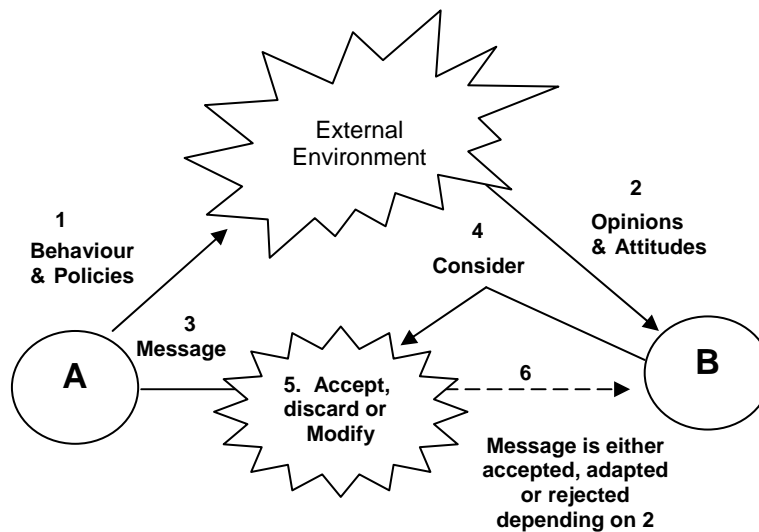 External
Environment
1
Behaviour
& Policies
2
Opinions
& Attitudes
4
Consider
3
Message
A
B
5. Accept,
discard or
Modify
6
Message is either
accepted, adapted
or rejected
depending on 2